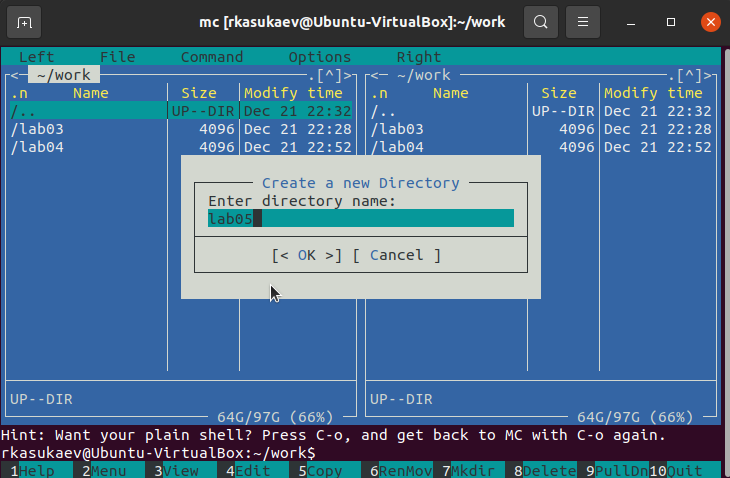 mc [rkasukaev@Ubuntu-VirtualBox]:~/work
Left File Command Options Right
<- ~/work .[^]>
.n Name Size Modify time
/.. UP--DIR Dec 21 22:32
/lab03 4096 Dec 21 22:28
/lab04 4096 Dec 21 22:52
UP--DIR
64G/97G (66%)
<- ~/work .[^]>
.n Name Size Modify time
/.. UP--DIR Dec 21 22:32
/lab03 4096 Dec 21 22:28
/lab04 4096 Dec 21 22:52
UP--DIR
64G/97G (66%)
Create a new Directory
Enter directory name:
lab05
[< OK >] [ Cancel ]
Hint: Want your plain shell? Press C-o, and get back to MC with C-o again.
rkasukaev@Ubuntu-VirtualBox:~/work$
1Help 2Menu 3View 4Edit 5Copy 6RenMov 7Mkdir 8Delete 9PullDn 10Quit